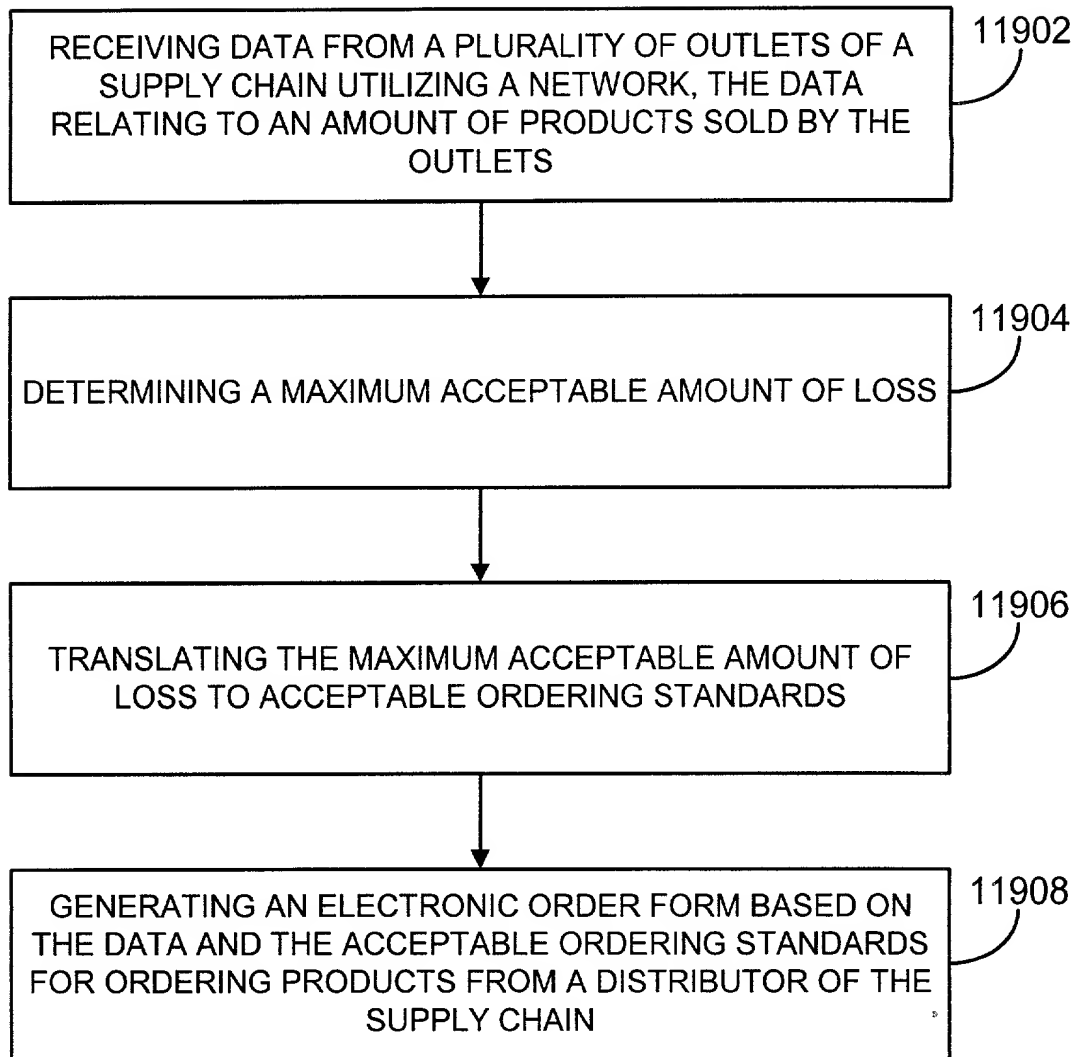 RECEIVING DATA FROM A PLURALITY OF OUTLETS OF A
SUPPLY CHAIN UTILIZING A NETWORK, THE DATA
RELATING TO AN AMOUNT OF PRODUCTS SOLD BY THE
OUTLETS
11902
DETERMINING A MAXIMUM ACCEPTABLE AMOUNT OF LOSS
11904
TRANSLATING THE MAXIMUM ACCEPTABLE AMOUNT OF
LOSS TO ACCEPTABLE ORDERING STANDARDS
11906
GENERATING AN ELECTRONIC ORDER FORM BASED ON
THE DATA AND THE ACCEPTABLE ORDERING STANDARDS
FOR ORDERING PRODUCTS FROM A DISTRIBUTOR OF THE
SUPPLY CHAIN
11908